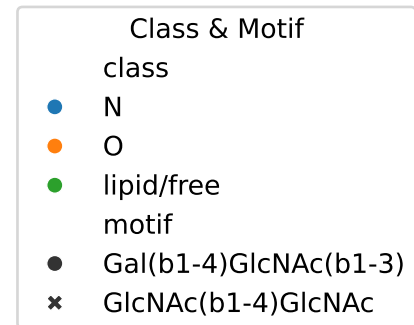 Class & Motif
class
N
O
lipid/free
motif
Gal(b1-4)GlcNAc(b1-3)
GlcNAc(b1-4)GlcNAc